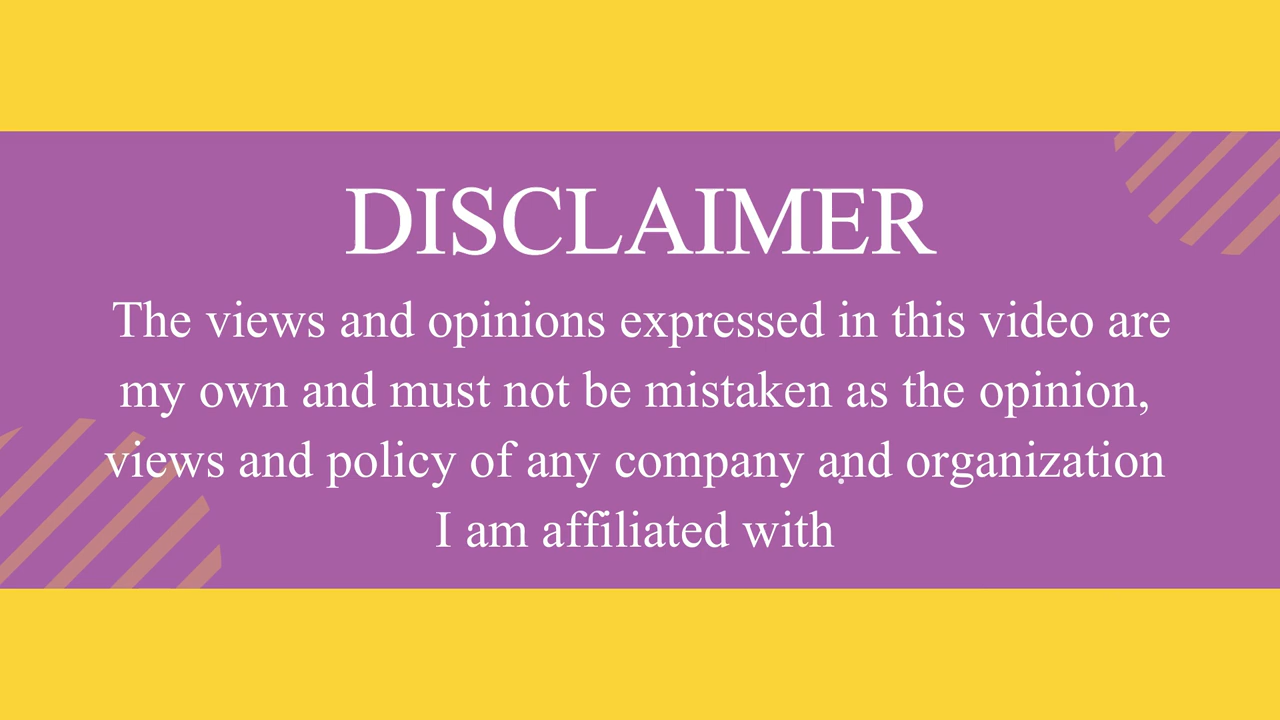 DISCLAIMER
The views and opinions expressed in this video are
my own and must not be mistaken as the opinion,
views and policy of any company and organization
I am affiliated with